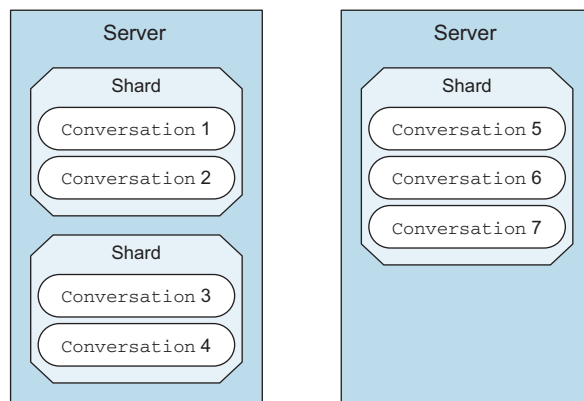 Server
Shard
Conversation 1
Conversation 2
Shard
Conversation 3
Conversation 4
Server
Shard
Conversation 5
Conversation 6
Conversation 7